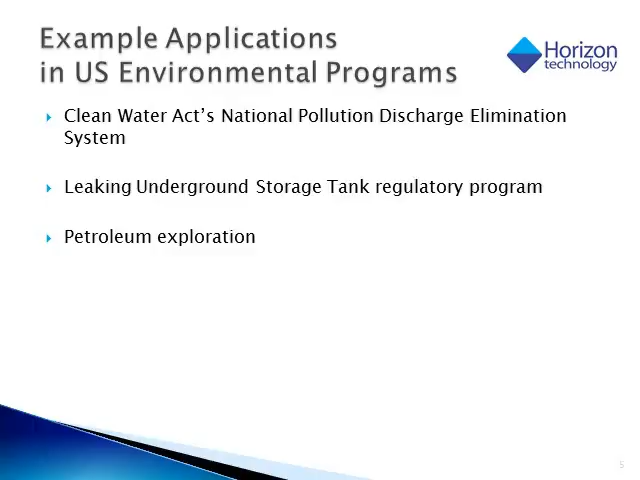 Example Applications
in US Environmental Programs
Horizon
technology
Clean Water Act's National Pollution Discharge Elimination
System
Leaking Underground Storage Tank regulatory program
Petroleum exploration
5